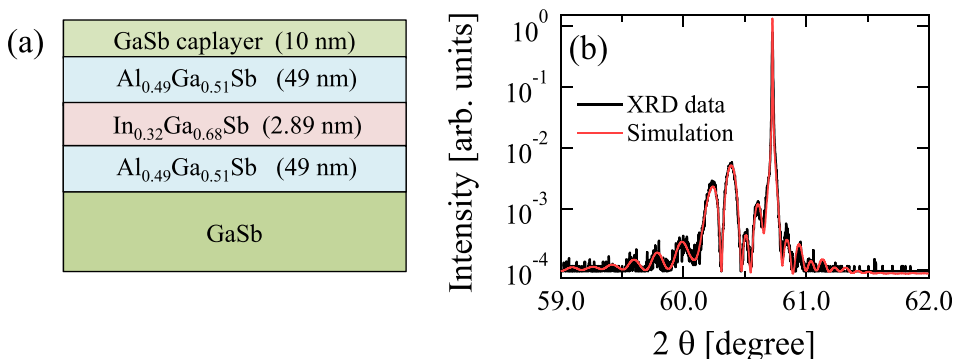 (a)
GaSb caplayer (10 nm)
Al₀.₄₉Ga₀.₅₁Sb (49 nm)
In₀.₃₂Ga₀.₆₈Sb (2.89 nm)
Al₀.₄₉Ga₀.₅₁Sb (49 nm)
GaSb
(b)
XRD data
Simulation
Intensity [arb. units]
10⁰
10⁻¹
10⁻²
10⁻³
10⁻⁴
59.0 60.0 61.0 62.0
2 θ [degree]